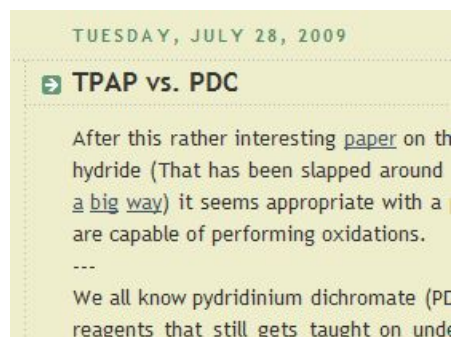 TUESDAY, JULY 28, 2009
TPAP vs. PDC
After this rather interesting paper on th
hydride (That has been slapped around
a big way) it seems appropriate with a
are capable of performing oxidations.
---
We all know pydridinium dichromate (PD
reagents that still gets taught on unde